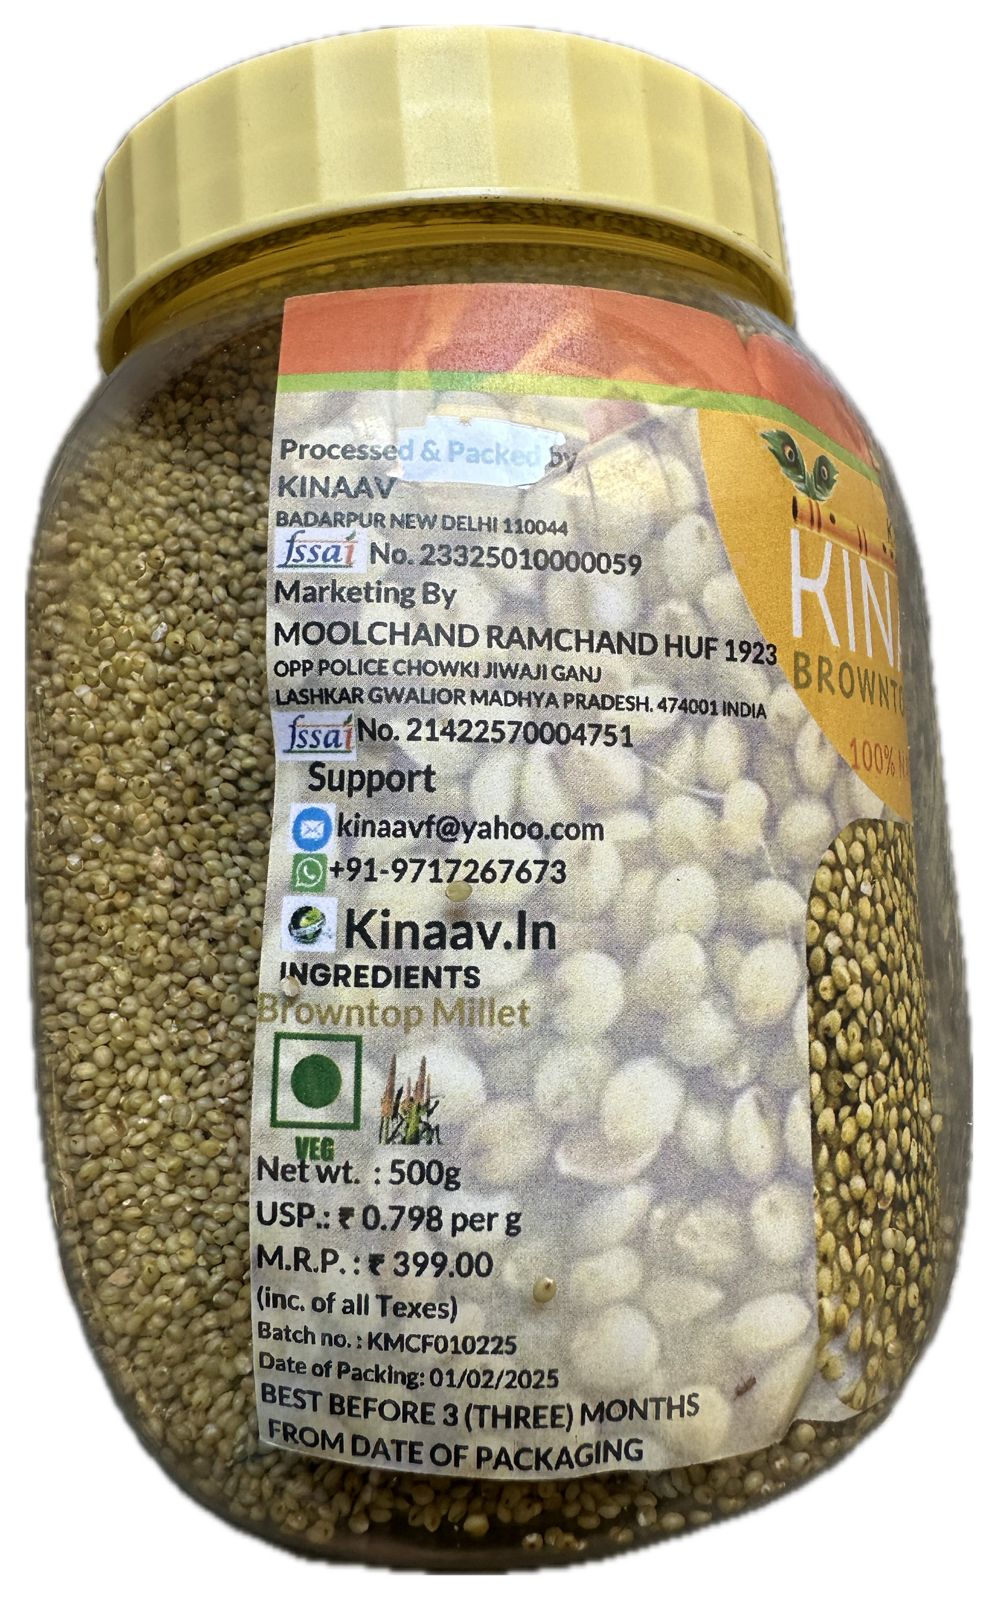 Processed & Packed by
KINAAV
BADARPUR NEW DELHI 110044
fssai No. 23325010000059
Marketing By
MOOLCHAND RAMCHAND HUF 1923
OPP POLICE CHOWKI JIWAJI GANJ
LASHKAR GWALIOR MADHYA PRADESH. 474001 INDIA
fssai No. 21422570004751
Support
kinaavf@yahoo.com
+91-9717267673
Kinaav.In
INGREDIENTS
Browntop Millet
VEG
Net wt. : 500g
USP.: ₹ 0.798 per g
M.R.P. : ₹ 399.00
(inc. of all Texes)
Batch no. : KMCF010225
Date of Packing: 01/02/2025
BEST BEFORE 3 (THREE) MONTHS
FROM DATE OF PACKAGING
KIN
BROWNTO
100%